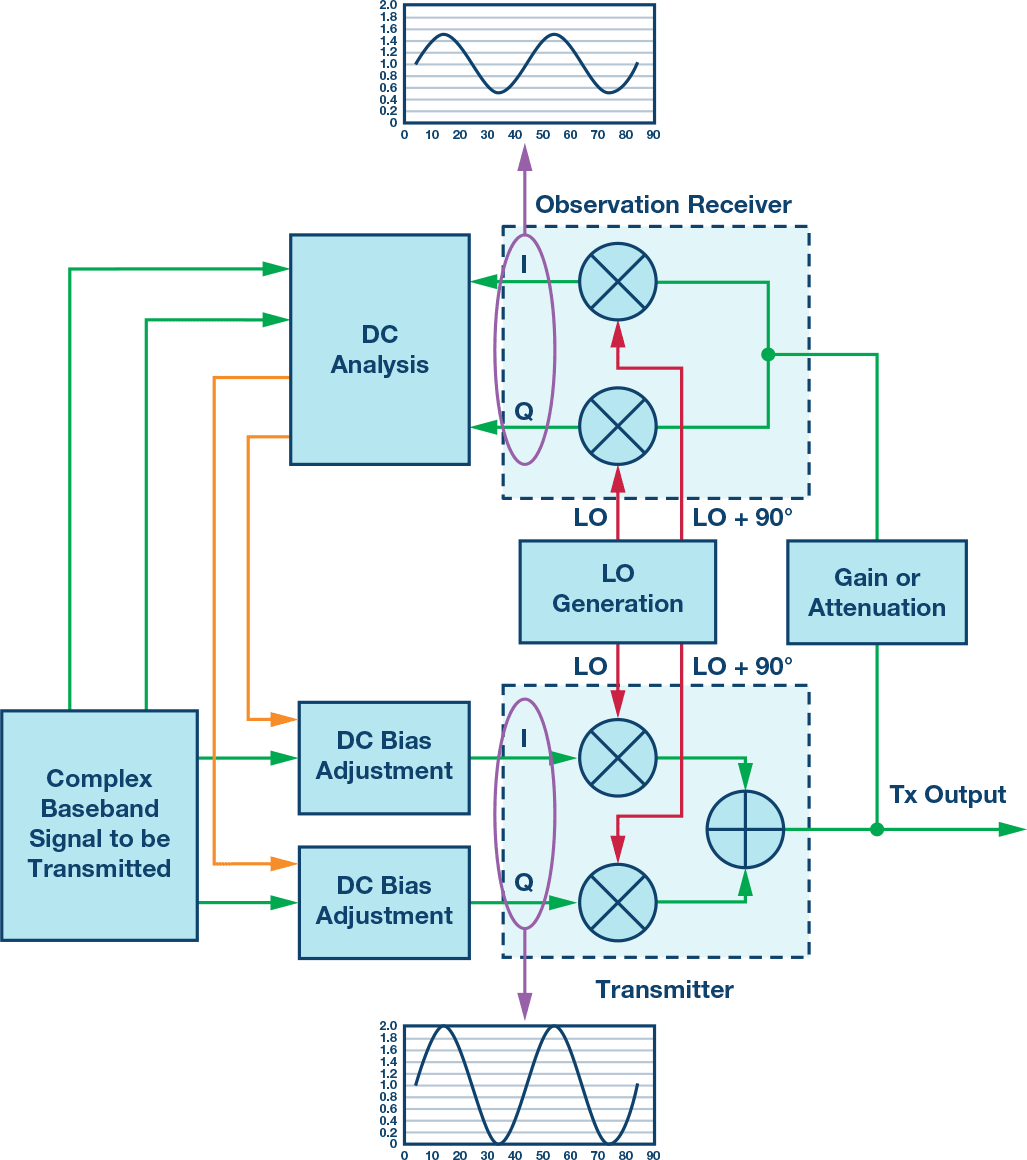 2.0
1.8
1.6
1.4
1.2
1.0
0.8
0.6
0.4
0.2
0
0 10 20 30 40 50 60 70 80 90
Observation Receiver
I
DC
Analysis
Q
LO
LO + 90°
LO
Generation
Gain or
Attenuation
LO
LO + 90°
DC Bias
Adjustment
I
Complex
Baseband
Signal to be
Transmitted
Tx Output
DC Bias
Adjustment
Q
Transmitter
2.0
1.8
1.6
1.4
1.2
1.0
0.8
0.6
0.4
0.2
0
0 10 20 30 40 50 60 70 80 90